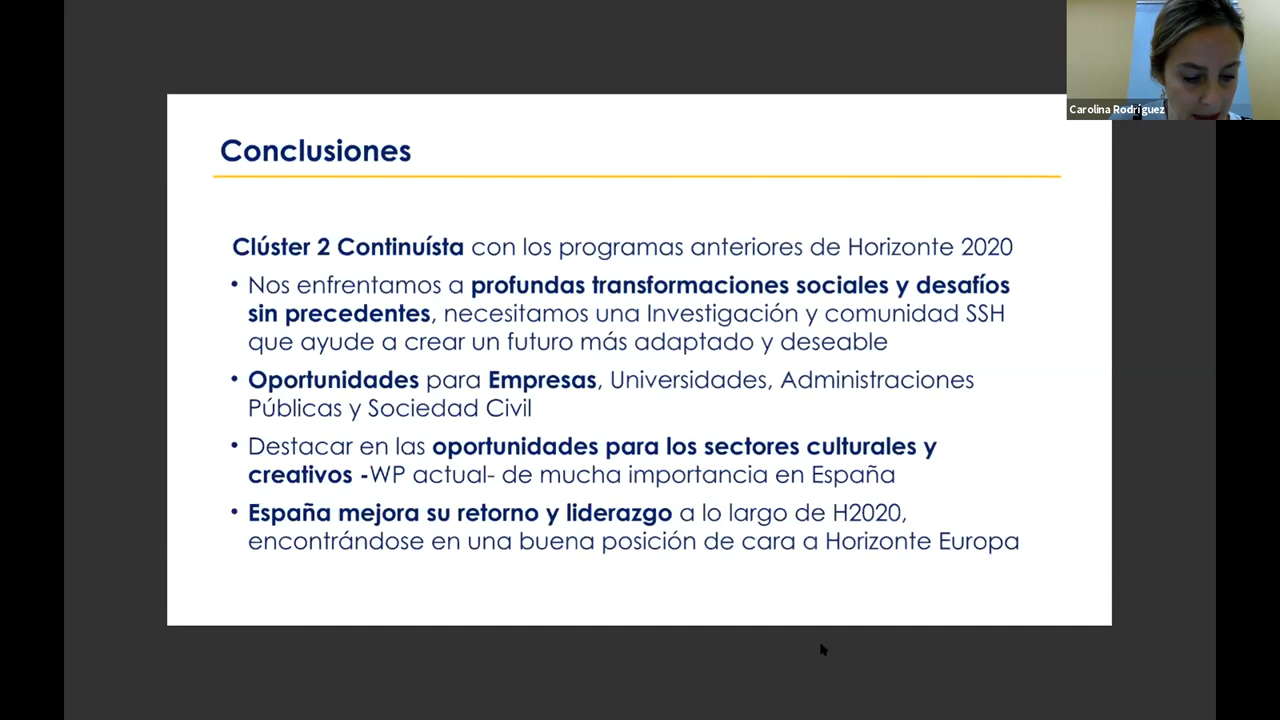 Carolina Rodríguez
Conclusiones
Clúster 2 Continuísta con los programas anteriores de Horizonte 2020
• Nos enfrentamos a profundas transformaciones sociales y desafíos
sin precedentes, necesitamos una Investigación y comunidad SSH
que ayude a crear un futuro más adaptado y deseable
• Oportunidades para Empresas, Universidades, Administraciones
Públicas y Sociedad Civil
• Destacar en las oportunidades para los sectores culturales y
creativos -WP actual- de mucha importancia en España
• España mejora su retorno y liderazgo a lo largo de H2020,
encontrándose en una buena posición de cara a Horizonte Europa